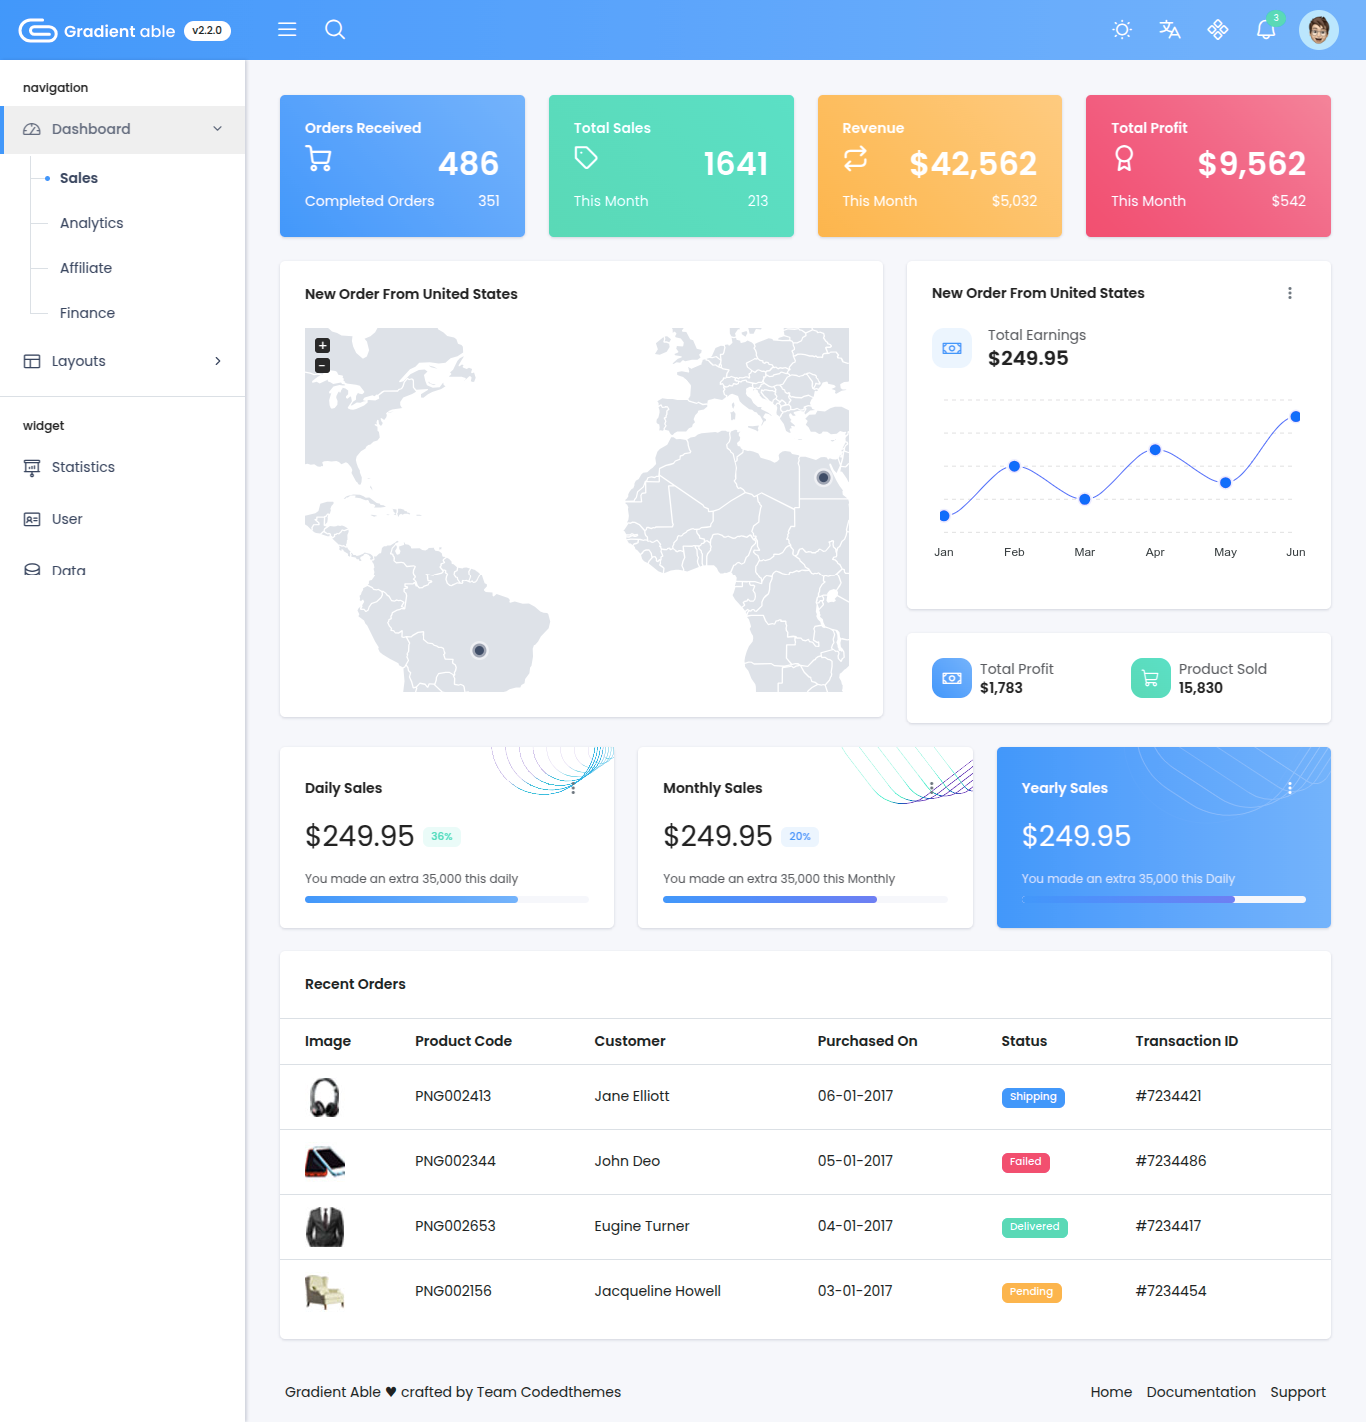 Gradient able v2.2.0
3
navigation
Dashboard
Sales
Analytics
Affiliate
Finance
Layouts
widget
Statistics
User
Data
Orders Received
486
Completed Orders 351
Total Sales
1641
This Month 213
Revenue
$42,562
This Month $5,032
Total Profit
$9,562
This Month $542
New Order From United States
+
−
New Order From United States
Total Earnings
$249.95
Jan Feb Mar Apr May Jun
Total Profit
$1,783
Product Sold
15,830
Daily Sales
$249.95 36%
You made an extra 35,000 this daily
Monthly Sales
$249.95 20%
You made an extra 35,000 this Monthly
Yearly Sales
$249.95
You made an extra 35,000 this Daily
Recent Orders
Image Product Code Customer Purchased On Status Transaction ID
PNG002413 Jane Elliott 06-01-2017 Shipping #7234421
PNG002344 John Deo 05-01-2017 Failed #7234486
PNG002653 Eugine Turner 04-01-2017 Delivered #7234417
PNG002156 Jacqueline Howell 03-01-2017 Pending #7234454
Gradient Able ♥ crafted by Team Codedthemes
Home Documentation Support